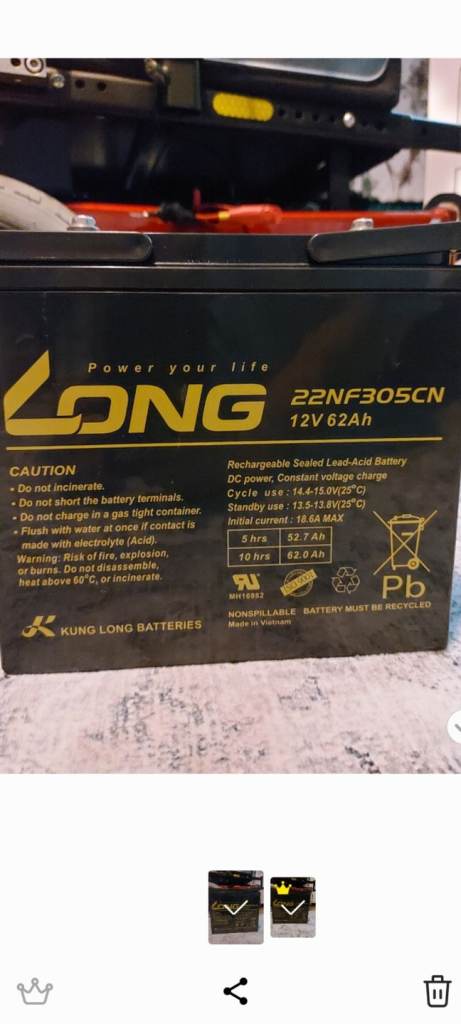 Power your life
LONG
22NF305CN
12V 62Ah
CAUTION
• Do not incinerate.
• Do not short the battery terminals.
• Do not charge in a gas tight container.
• Flush with water at once if contact is
made with electrolyte (Acid).
Warning: Risk of fire, explosion,
or burns. Do not disassemble,
heat above 60°C, or incinerate.
KUNG LONG BATTERIES
Rechargeable Sealed Lead-Acid Battery
DC power, Constant voltage charge
Cycle use : 14.4-15.0V(25°C)
Standby use : 13.5-13.8V(25°C)
Initial current : 18.6A MAX
5 hrs 52.7 Ah
10 hrs 62.0 Ah
MH16982
ISO 9001
Pb
NONSPILLABLE BATTERY MUST BE RECYCLED
Made in Vietnam
LONG